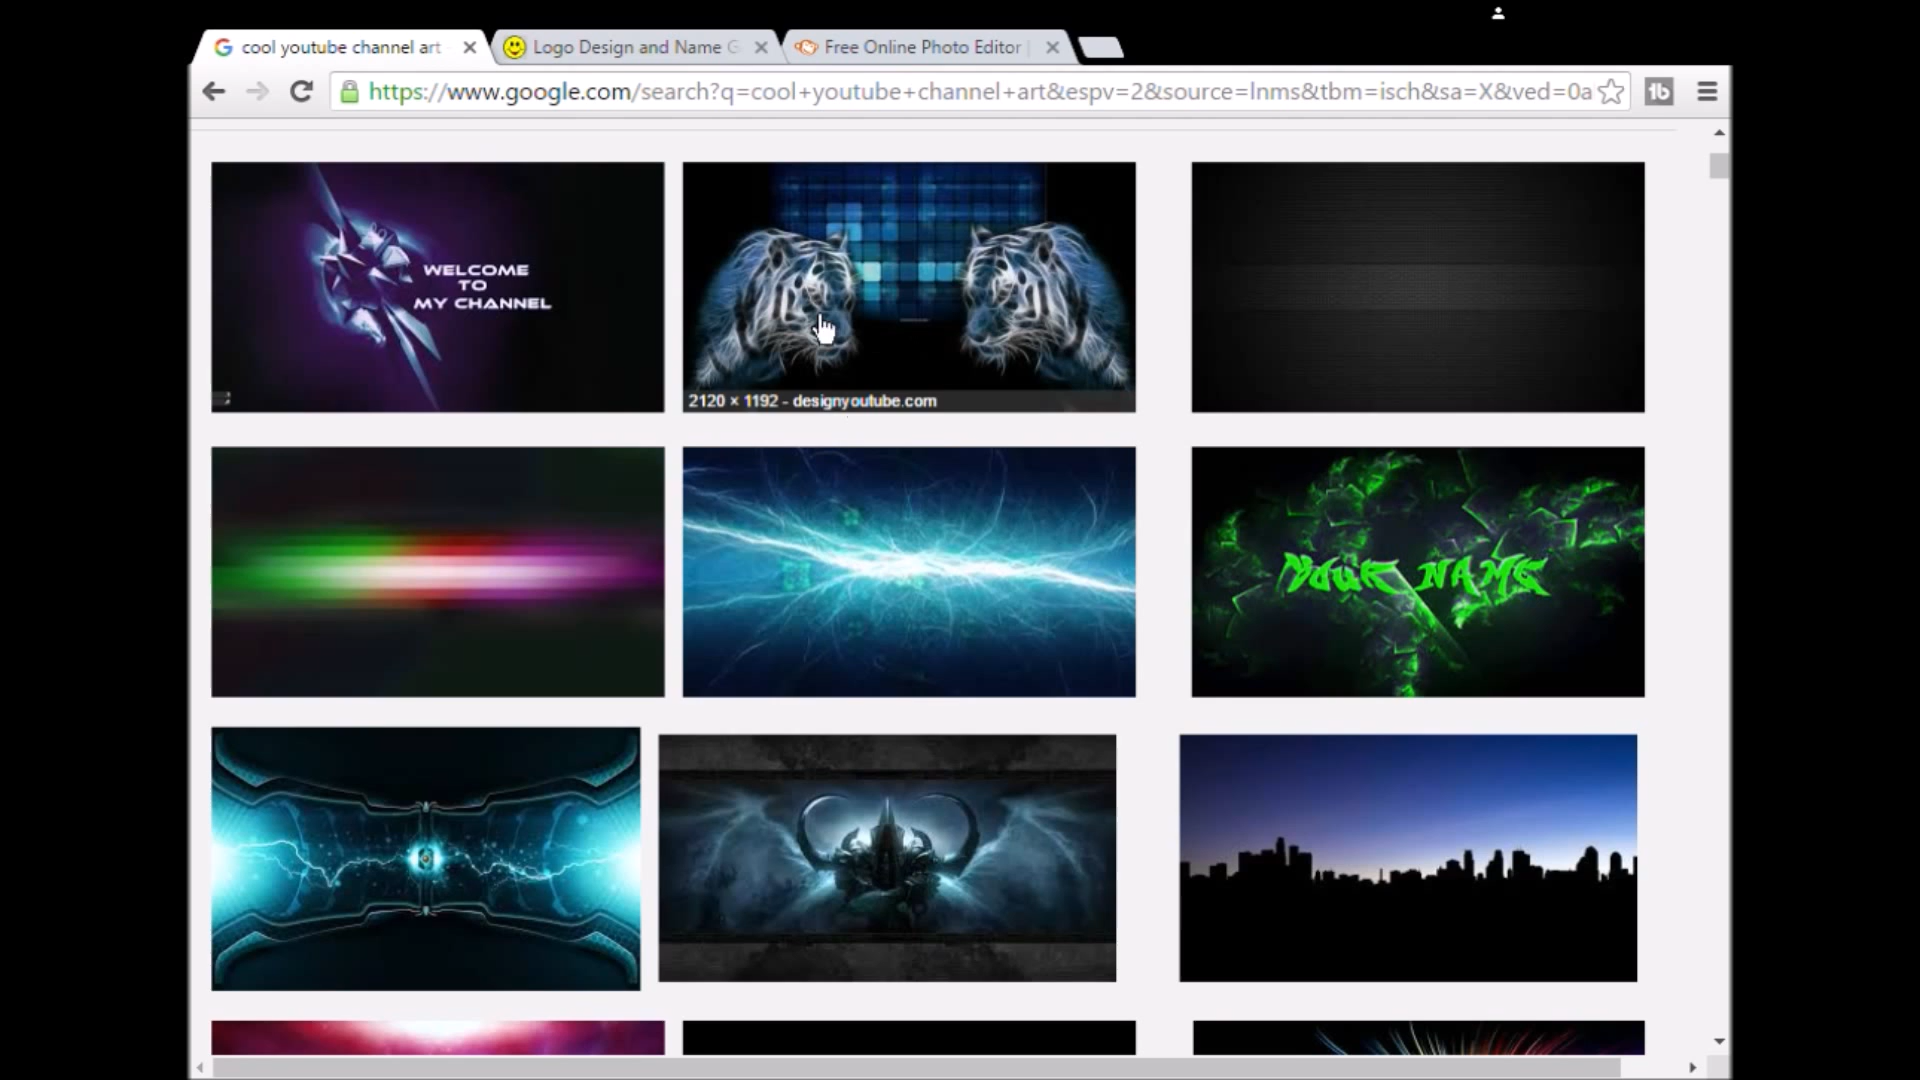 cool youtube channel art
Logo Design and Name G
Free Online Photo Editor |
https://www.google.com/search?q=cool+youtube+channel+art&espv=2&source=lnms&tbm=isch&sa=X&ved=0a
WELCOME
TO
MY CHANNEL
2120 × 1192 - designyoutube.com
YOUR NAME